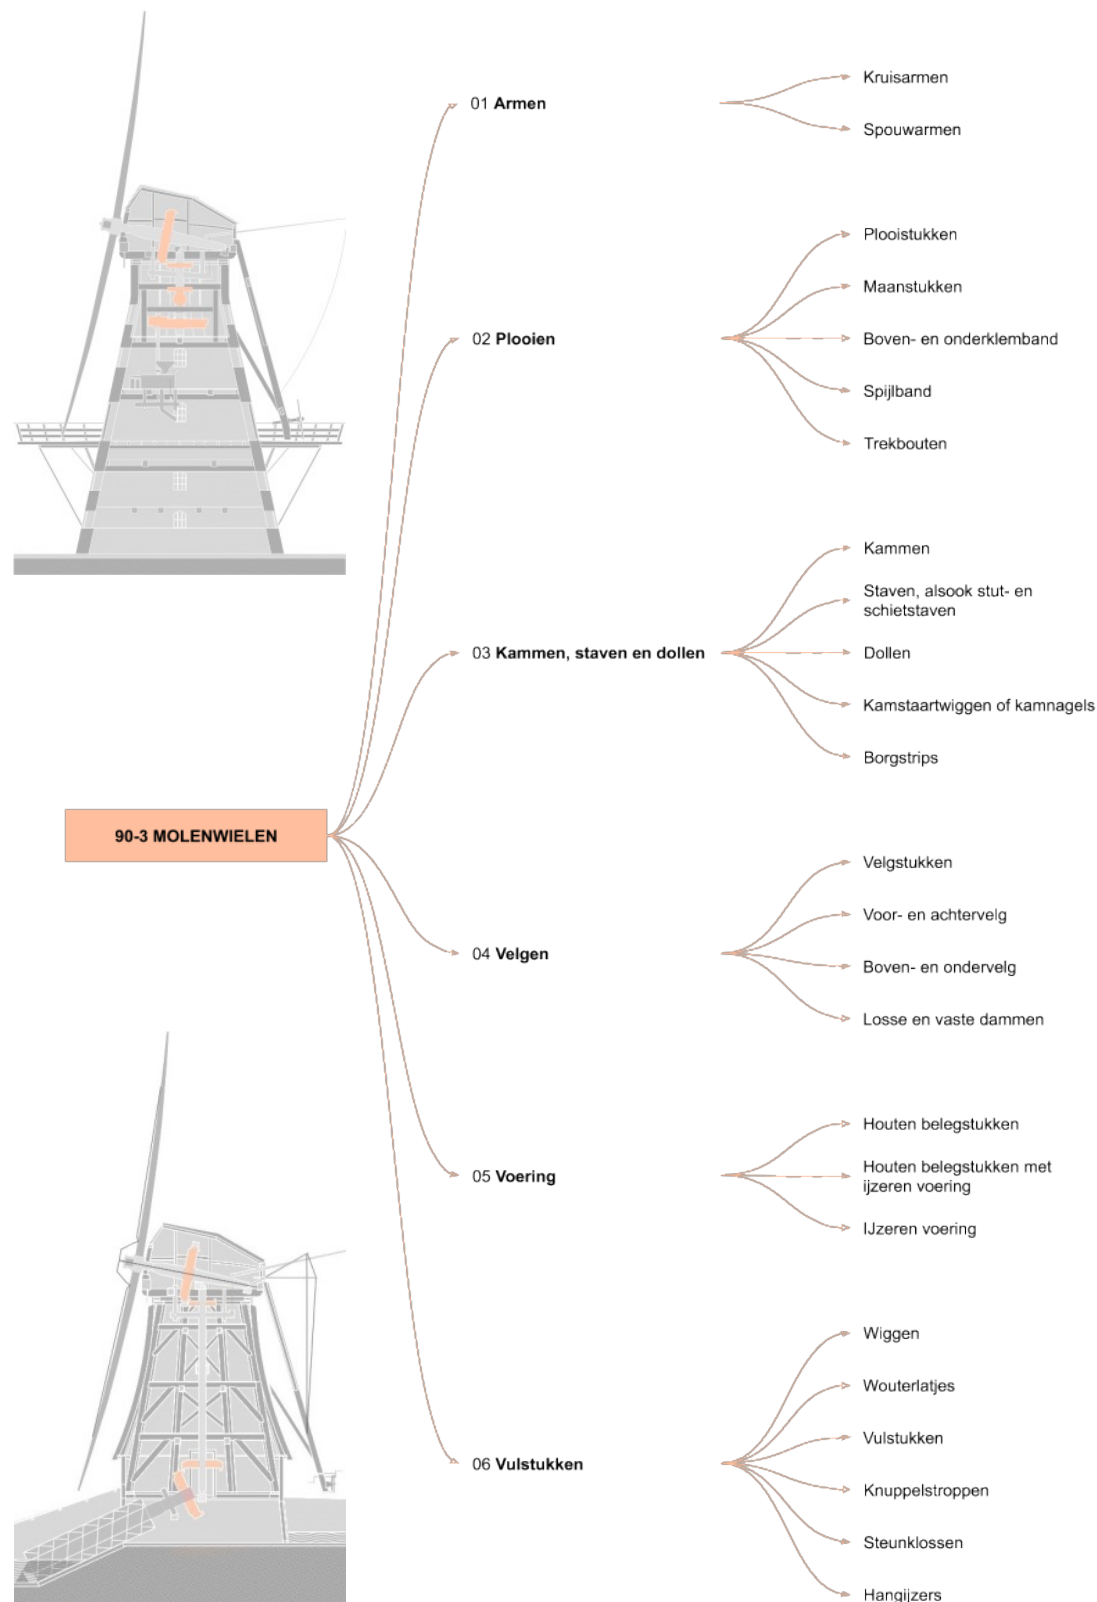 90-3 MOLENWIELEN
01 Armen
Kruisarmen
Spouwarmen
02 Plooien
Plooistukken
Maanstukken
Boven- en onderklemband
Spijlband
Trekbouten
03 Kammen, staven en dollen
Kammen
Staven, alsook stut- en
schietstaven
Dollen
Kamstaartwiggen of kamnagels
Borgstrips
04 Velgen
Velgstukken
Voor- en achtervelg
Boven- en ondervelg
Losse en vaste dammen
05 Voering
Houten belegstukken
Houten belegstukken met
ijzeren voering
IJzeren voering
06 Vulstukken
Wiggen
Wouterlatjes
Vulstukken
Knuppelstroppen
Steunklossen
Hangijzers